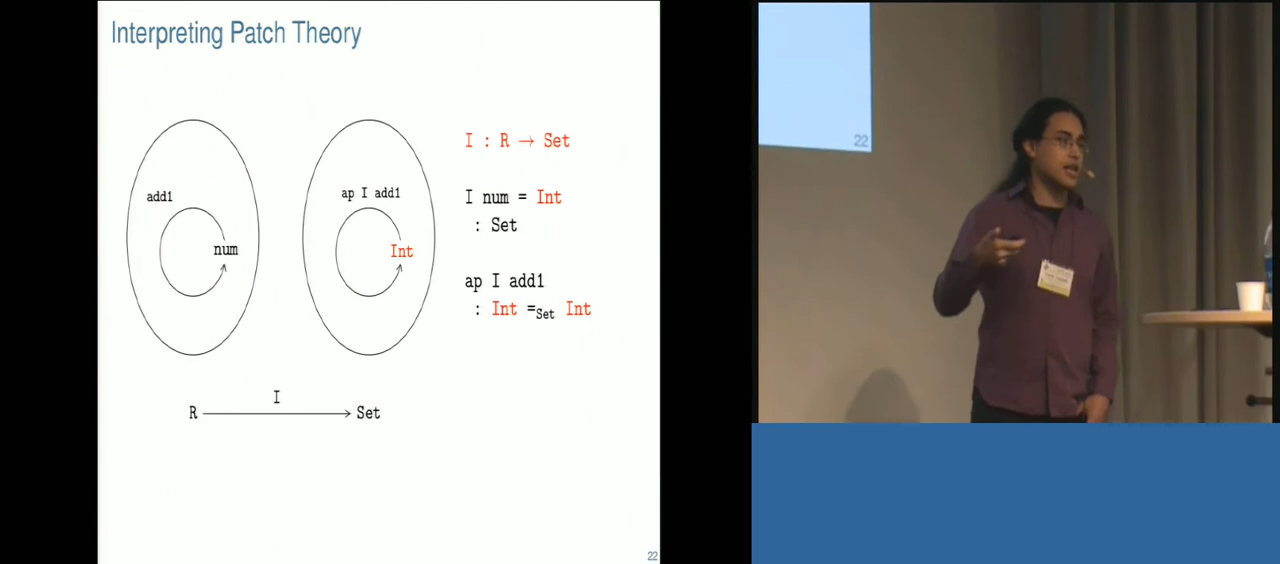 Interpreting Patch Theory
add1
num
ap I add1
Int
I : R → Set
I num = Int
: Set
ap I add1
: Int =Set Int
I
R
Set
22
22